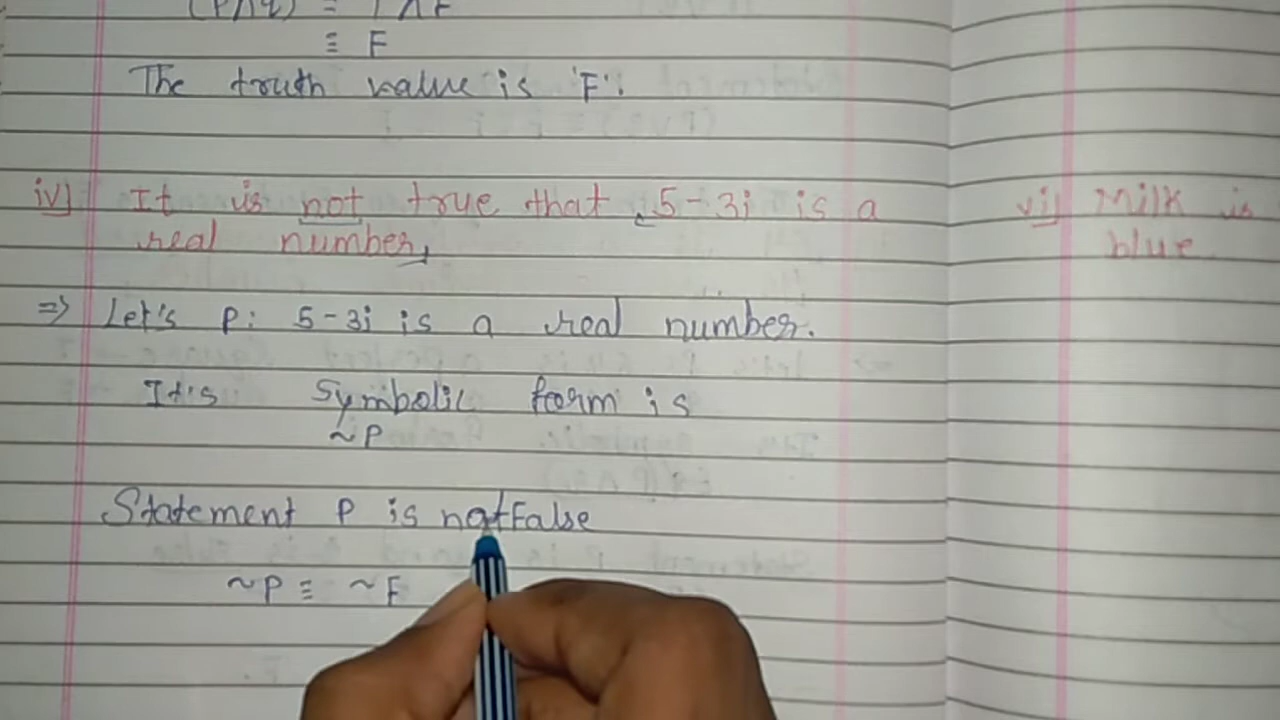 (p∧q) ≡ T∧F
≡ F
The truth value is 'F'.
iv) It is not true that 5-3i is a
real number,
⇒ Let's P: 5-3i is a real number.
It's Symbolic form is
~P
Statement P is notFalse
~P ≡ ~F
vi) Milk is
blue